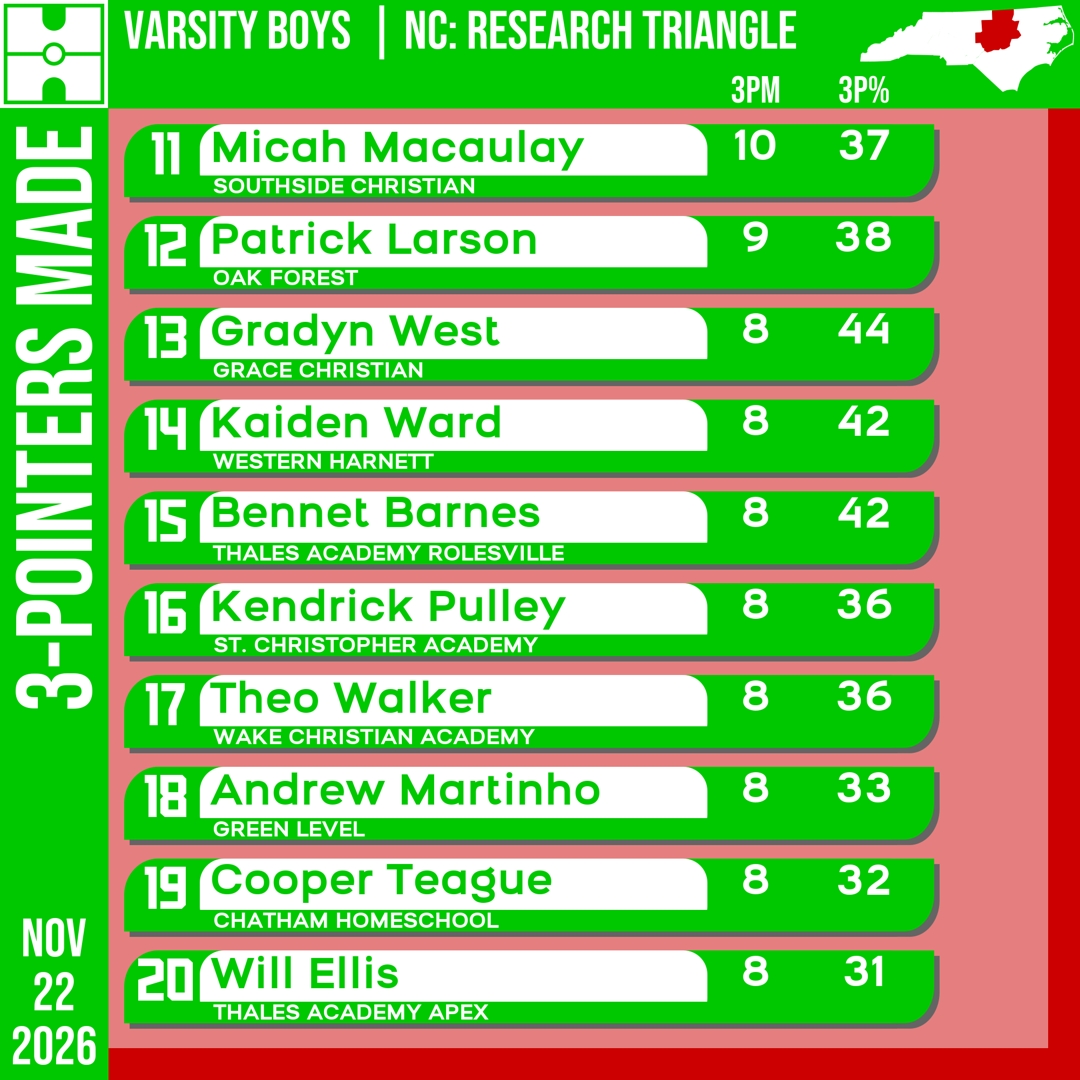 VARSITY BOYS | NC: RESEARCH TRIANGLE
3PM 3P%
3-POINTERS MADE
NOV
22
2026
11 Micah Macaulay 10 37
SOUTHSIDE CHRISTIAN
12 Patrick Larson 9 38
OAK FOREST
13 Gradyn West 8 44
GRACE CHRISTIAN
14 Kaiden Ward 8 42
WESTERN HARNETT
15 Bennet Barnes 8 42
THALES ACADEMY ROLESVILLE
16 Kendrick Pulley 8 36
ST. CHRISTOPHER ACADEMY
17 Theo Walker 8 36
WAKE CHRISTIAN ACADEMY
18 Andrew Martinho 8 33
GREEN LEVEL
19 Cooper Teague 8 32
CHATHAM HOMESCHOOL
20 Will Ellis 8 31
THALES ACADEMY APEX